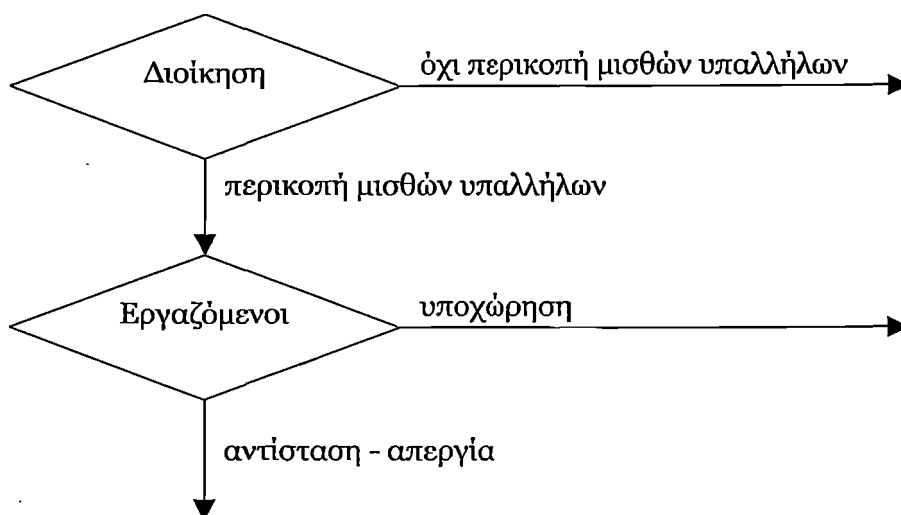 Διοίκηση
όχι περικοπή μισθών υπαλλήλων
περικοπή μισθών υπαλλήλων
Εργαζόμενοι
υποχώρηση
αντίσταση - απεργία